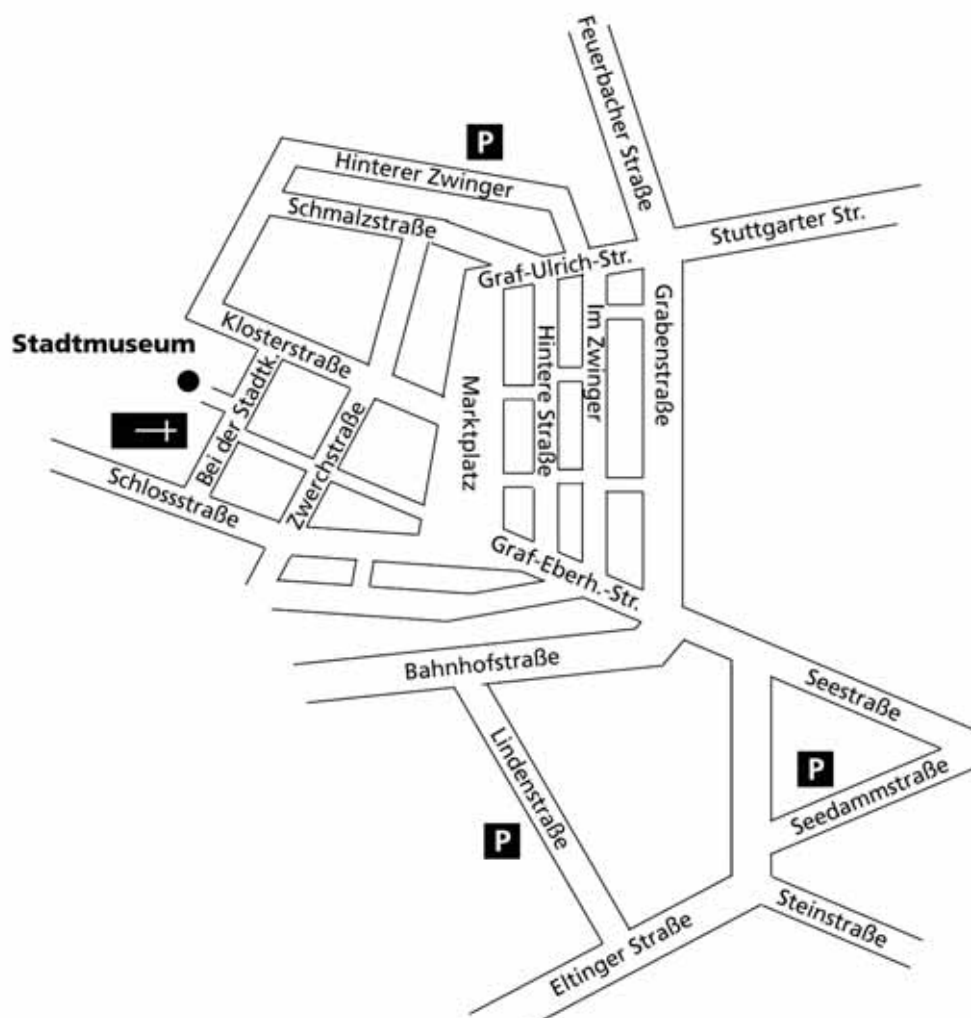 Feuerbacher Straße
P
Hinterer Zwinger
Schmalzstraße
Stuttgarter Str.
Graf-Ulrich-Str.
Klosterstraße
Stadtmuseum
Bei der Stadtk.
Marktplatz
Hintere Straße
Im Zwinger
Grabenstraße
Zwerchstraße
Schlossstraße
Graf-Eberh.-Str.
Bahnhofstraße
Seestraße
Lindenstraße
P
P
Seedammstraße
Steinstraße
Eltinger Straße